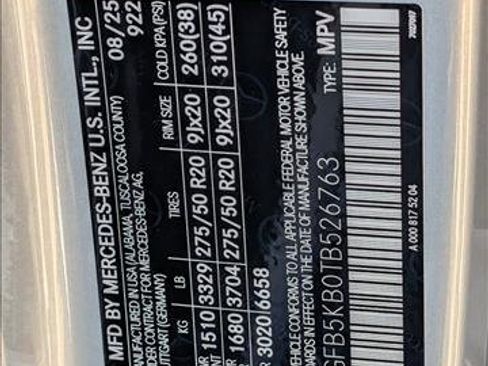 MFD BY MERCEDES-BENZ U.S. INTL., INC
MANUFACTURED IN USA (ALABAMA, TUSCALOOSA COUNTY)
UNDER CONTRACT FOR MERCEDES-BENZ AG,
STUTTGART (GERMANY)
08/25
922
KG LB TIRES RIM SIZE COLD KPA(PSI)
1510 3329 275/50 R20 9Jx20 260(38)
1680 3704 275/50 R20 9Jx20 310(45)
3020 6658
VEHICLE CONFORMS TO ALL APPLICABLE FEDERAL MOTOR VEHICLE SAFETY
ARDS IN EFFECT ON THE DATE OF MANUFACTURE SHOWN ABOVE.
GFB5KB0TB526763 TYPE: MPV
A 000 817 52 04